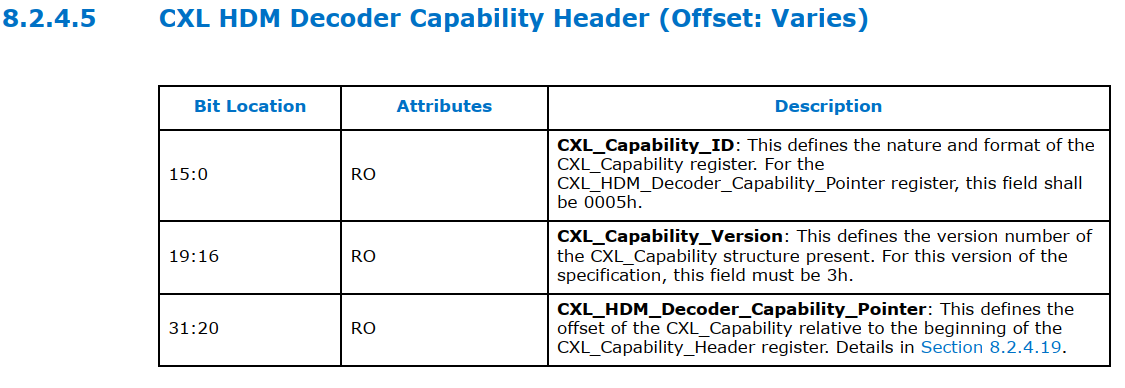 8.2.4.5 CXL HDM Decoder Capability Header (Offset: Varies)
Bit Location Attributes Description
15:0 RO CXL_Capability_ID: This defines the nature and format of the
CXL_Capability register. For the
CXL_HDM_Decoder_Capability_Pointer register, this field shall
be 0005h.
19:16 RO CXL_Capability_Version: This defines the version number of
the CXL_Capability structure present. For this version of the
specification, this field must be 3h.
31:20 RO CXL_HDM_Decoder_Capability_Pointer: This defines the
offset of the CXL_Capability relative to the beginning of the
CXL_Capability_Header register. Details in Section 8.2.4.19.